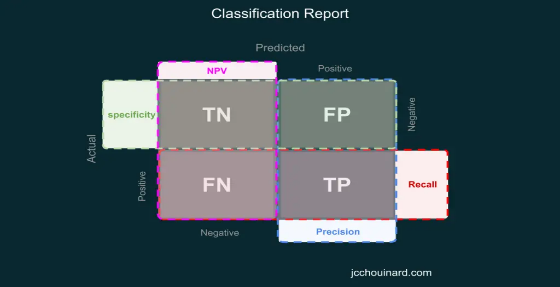 Classification Report
Predicted
NPV
Positive
specificity
TN
FP
Negative
Actual
Positive
FN
TP
Recall
Negative
Precision
jcchouinard.com